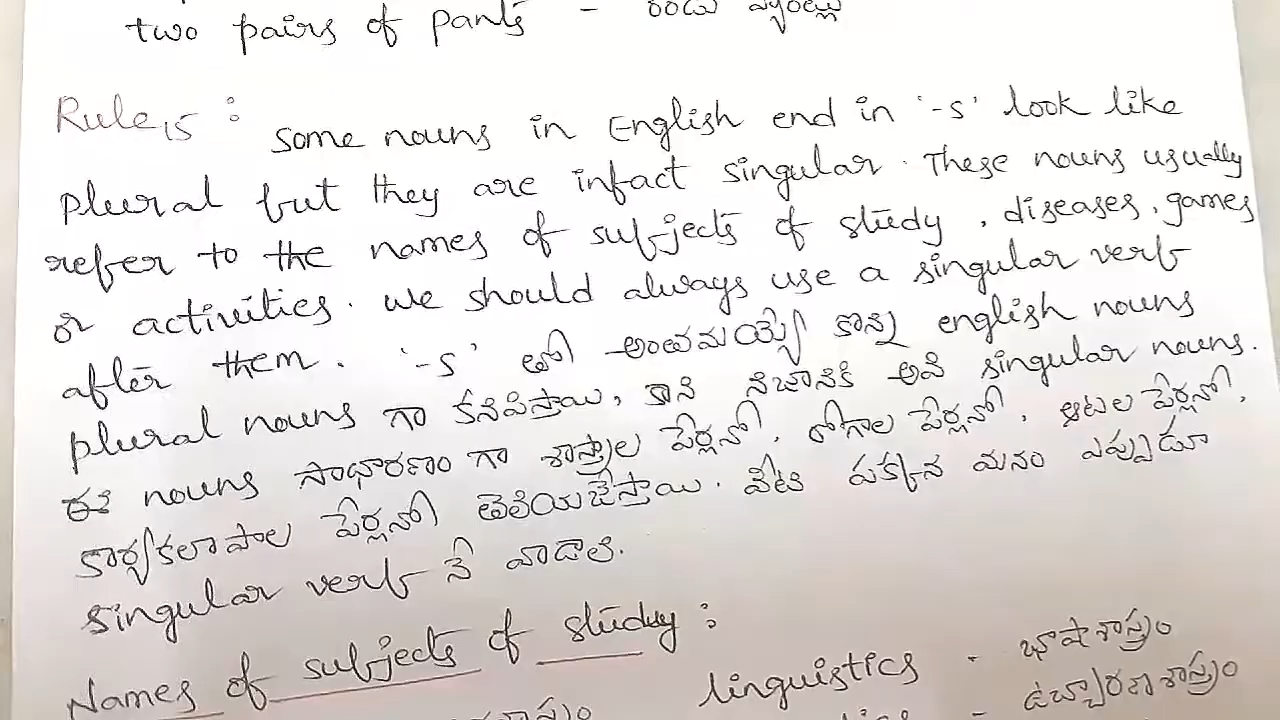 two pairs of pants - రెండు ప్యాంట్లు
Rule 15 : Some nouns in English end in '-s' look like
plural but they are infact singular. These nouns usually
refer to the names of subjects of study, diseases, games
or activities. We should always use a singular verb
after them. '-s' తో అంతమయ్యే కొన్ని english nouns
plural nouns గా కనిపిస్తాయి, కాని నిజానికి అవి singular nouns.
ఈ nouns సాధారణం గా శాస్త్రాల పేర్లనో, రోగాల పేర్లనో, ఆటల పేర్లనో,
కార్యకలాపాల పేర్లనో తెలియజేస్తాయి. వీటి పక్కన మనం ఎప్పుడూ
singular verb నే వాడాలి.
Names of subjects of study :
linguistics - భాషాశాస్త్రం
- ఉచ్చారణ శాస్త్రం